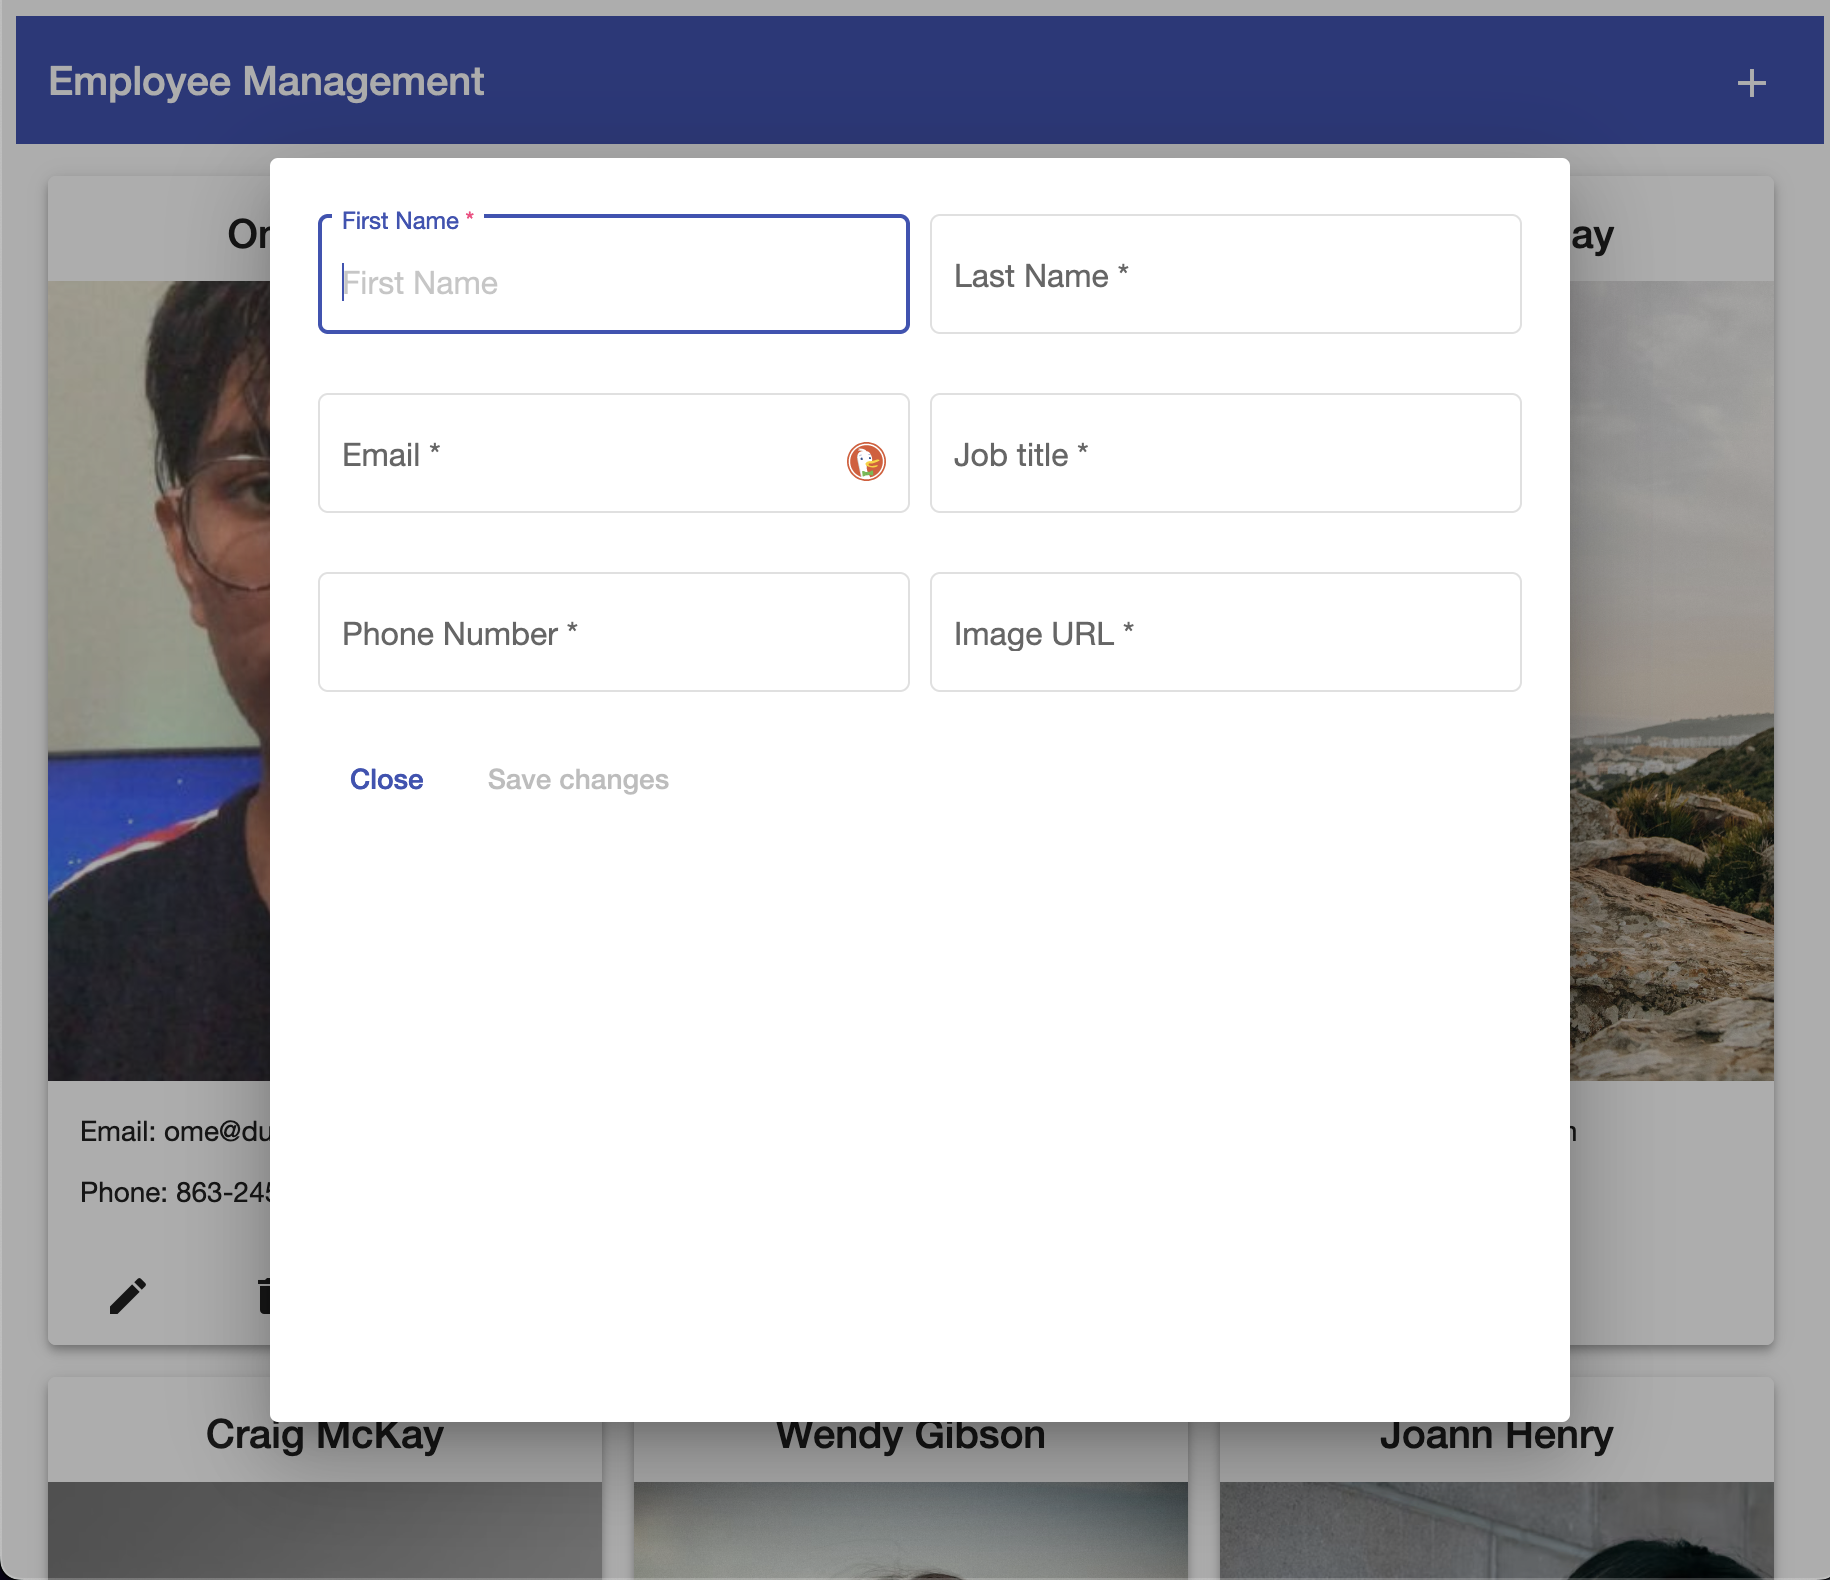 Employee Management
+
First Name *
First Name
Last Name *
Email *
Job title *
Phone Number *
Image URL *
Close Save changes
ay
Email: ome@du
Phone: 863-245
Craig McKay
Wendy Gibson
Joann Henry